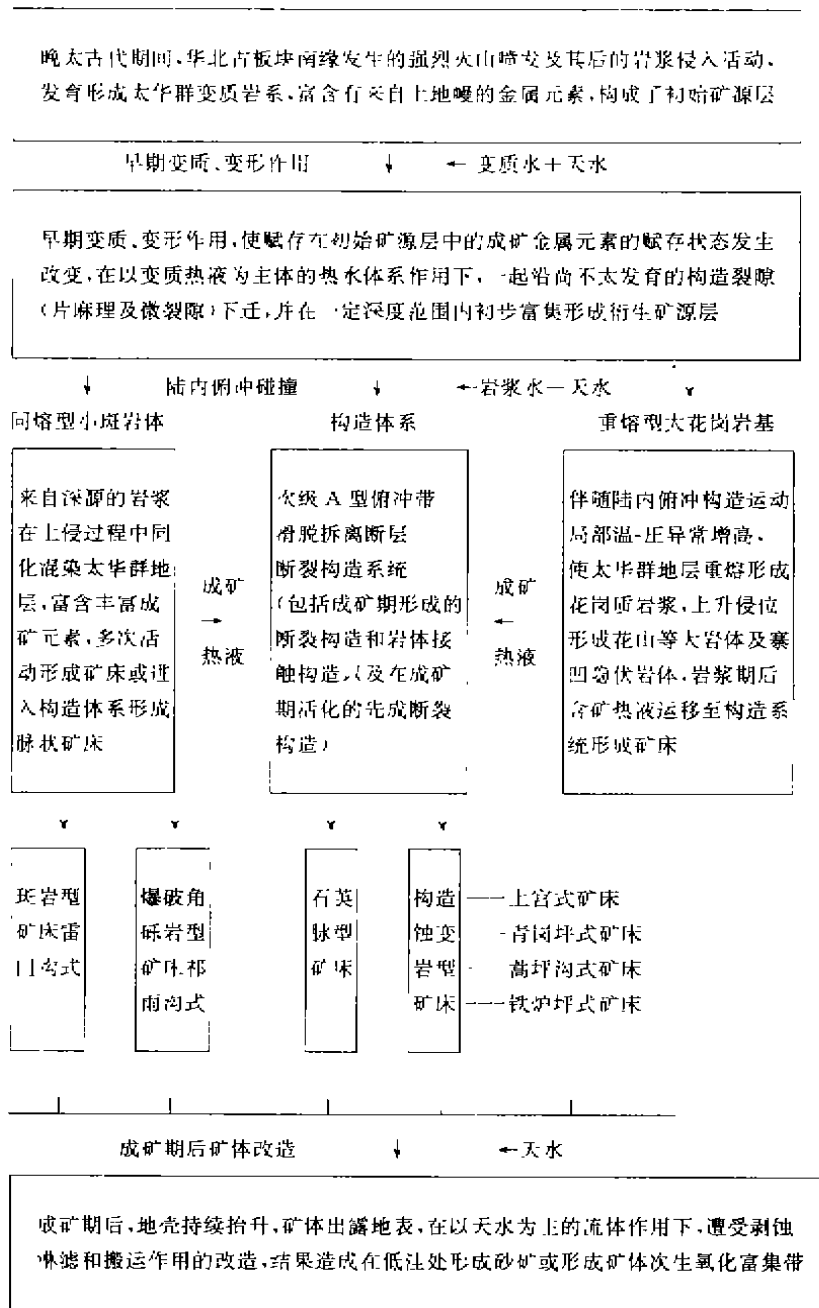 晚太古代期间,华北古板块南缘发生的强烈火山喷发及其后的岩浆侵入活动、
发育形成太华群变质岩系、富含有来自上地幔的金属元素,构成了初始矿源层
早期变质、变形作用 ↓ ← 变质水+天水
早期变质、变形作用,使赋存在初始矿源层中的成矿金属元素的赋存状态发生
改变,在以变质热液为主体的热水体系作用下,一起沿尚不太发育的构造裂隙
(片麻理及微裂隙)下迁,并在一定深度范围内初步富集形成衍生矿源层
陆内俯冲碰撞 ↓ ←岩浆水—天水
同熔型小斑岩体
来自深源的岩浆
在上侵过程中同
化混染太华群地
层,富含丰富成
矿元素,多次活
动形成矿床或进
入构造体系形成
脉状矿床
成矿
→
热液
构造体系
次级 A 型俯冲带
滑脱拆离断层
断裂构造系统
(包括成矿期形成的
断裂构造和岩体接
触构造,以及在成矿
期活化的先成断裂
构造)
成矿
←
热液
重熔型大花岗岩基
伴随陆内俯冲构造运动
局部温-压异常增高、
使太华群地层重熔形成
花岗质岩浆,上升侵位
形成花山等大岩体及寨
凹隐伏岩体,岩浆期后
含矿热液运移至构造系
统形成矿床
斑岩型
矿床雷
门沟式
爆破角
砾岩型
矿床祁
雨沟式
石英
脉型
矿床
构造
蚀变
岩型
矿床
上宫式矿床
青岗坪式矿床
蒿坪沟式矿床
铁炉坪式矿床
成矿期后矿体改造 ↓ ←天水
成矿期后,地壳持续抬升,矿体出露地表,在以天水为主的流体作用下,遭受剥蚀
淋滤和搬运作用的改造,结果造成在低洼处形成砂矿或形成矿体次生氧化富集带